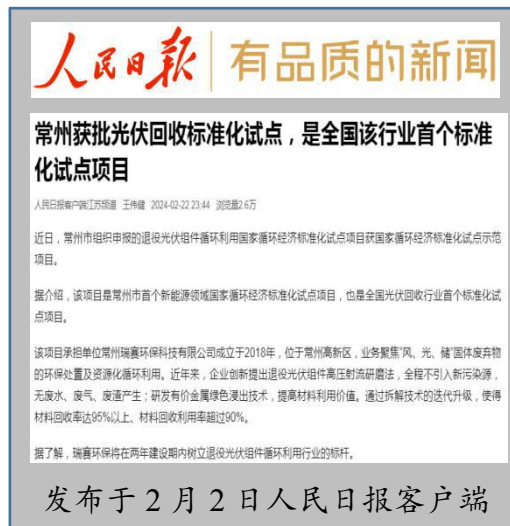 人民日报 有品质的新闻
常州获批光伏回收标准化试点，是全国该行业首个标准
化试点项目
人民日报客户端江苏频道 王伟健 2024-02-22 23:44 浏览量2.6万
近日，常州市组织申报的退役光伏组件循环利用国家循环经济标准化试点项目获国家循环经济标准化试点示范
项目。
据介绍，该项目是常州市首个新能源领域国家循环经济标准化试点项目，也是全国光伏回收行业首个标准化试
点项目。
该项目承担单位常州瑞赛环保科技有限公司成立于2018年，位于常州高新区，业务聚焦“风、光、储”固体废弃物
的环保处置及资源化循环利用。近年来，企业创新提出退役光伏组件高压射流研磨法，全程不引入新污染源，
无废水、废气、废渣产生；研发有价金属绿色浸出技术，提高材料利用价值。通过拆解技术的迭代升级，使得
材料回收率达95%以上、材料回收利用率超过90%。
据了解，瑞赛环保将在两年建设期内树立退役光伏组件循环利用行业的标杆。
发布于2月2日人民日报客户端